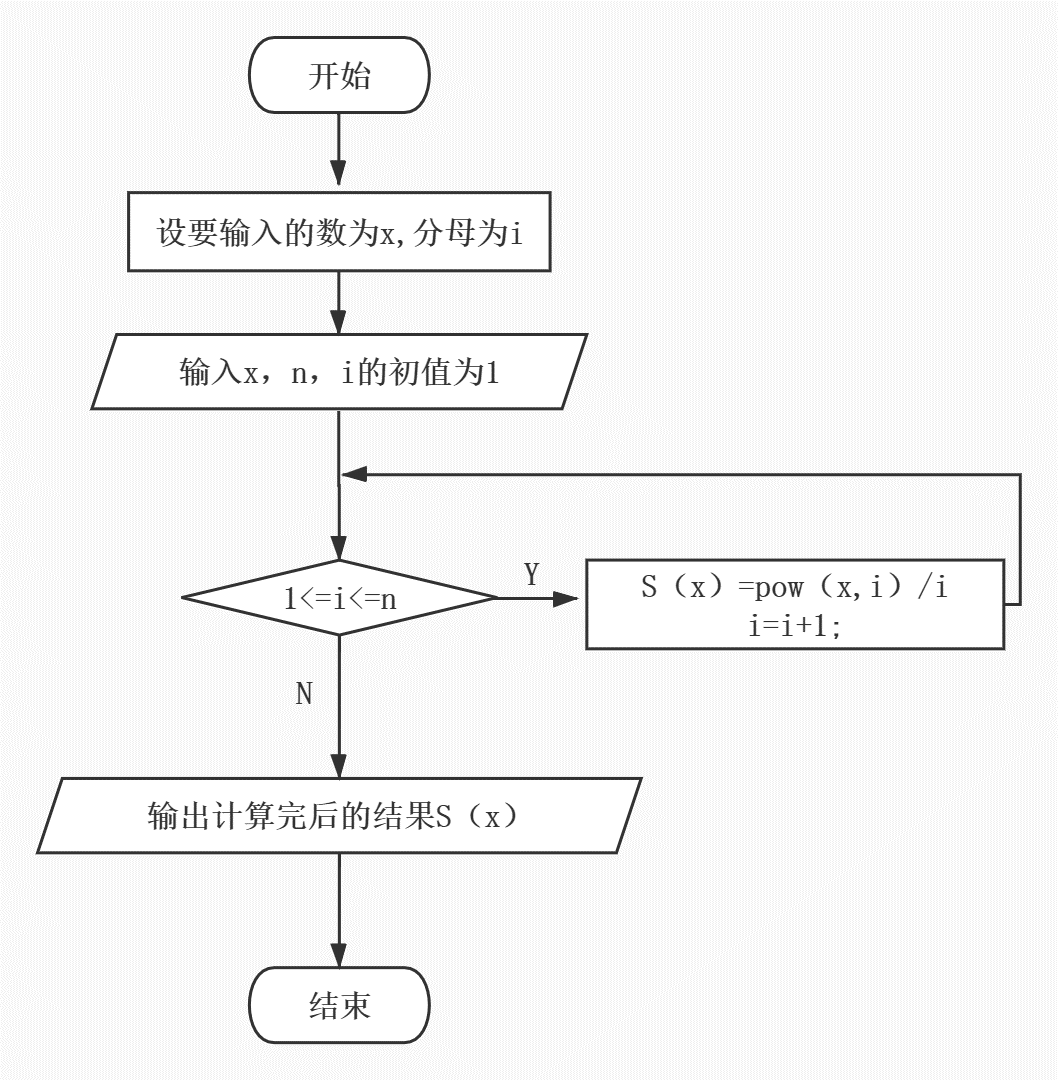 开始
设要输入的数为x,分母为i
输入x，n，i的初值为1
1<=i<=n
Y
S（x）=pow（x,i）/i
i=i+1;
N
输出计算完后的结果S（x）
结束